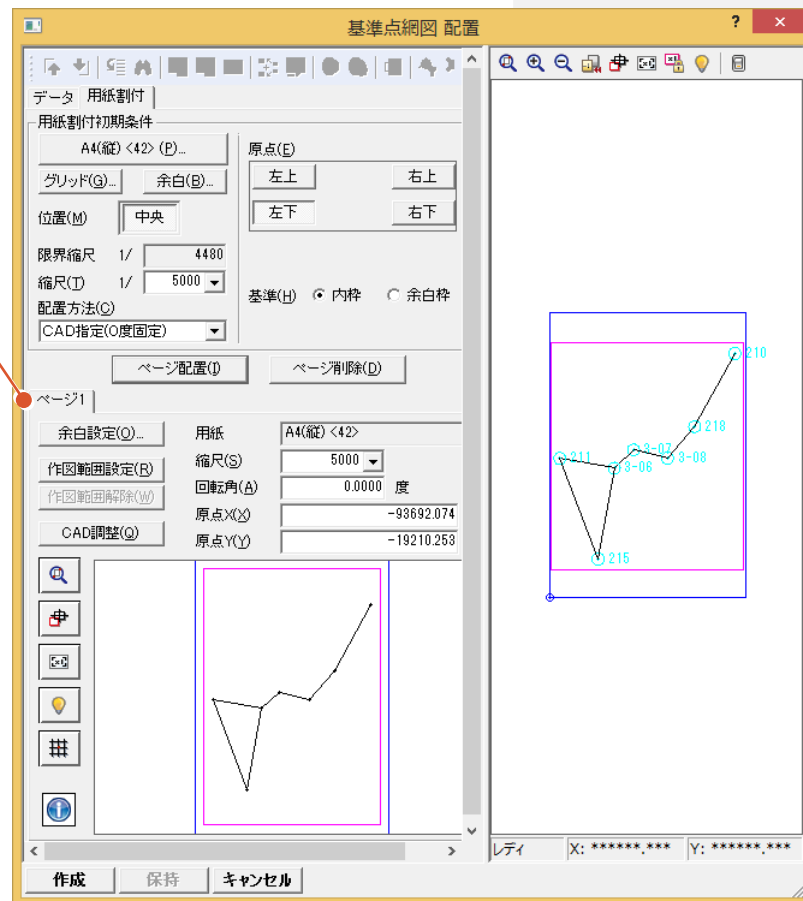 基準点網図 配置
?
×
データ 用紙割付
用紙割付初期条件
A4(縦) <42> (P)...
グリッド(G)... 余白(B)...
位置(M) 中央
限界縮尺 1/ 4480
縮尺(T) 1/ 5000
配置方法(C)
CAD指定(0度固定)
原点(E)
左上 右上
左下 右下
基準(H) 内枠 余白枠
ページ配置(I) ページ削除(D)
ページ1
余白設定(O)... 用紙 A4(縦) <42>
作図範囲設定(R) 縮尺(S) 5000
作図範囲解除(W) 回転角(A) 0.0000 度
原点X(X) -93692.074
CAD調整(Q) 原点Y(Y) -19210.253
210
218
3-07
211
3-06
3-08
215
レディ X: ******.*** Y: ******.***
作成 保持 キャンセル